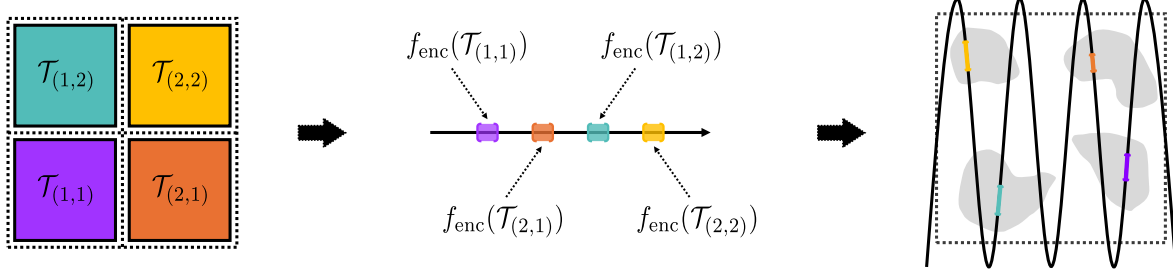 𝒯(1,2) 𝒯(2,2)
𝒯(1,1) 𝒯(2,1)
f_enc(𝒯(1,1)) f_enc(𝒯(1,2))
f_enc(𝒯(2,1)) f_enc(𝒯(2,2))